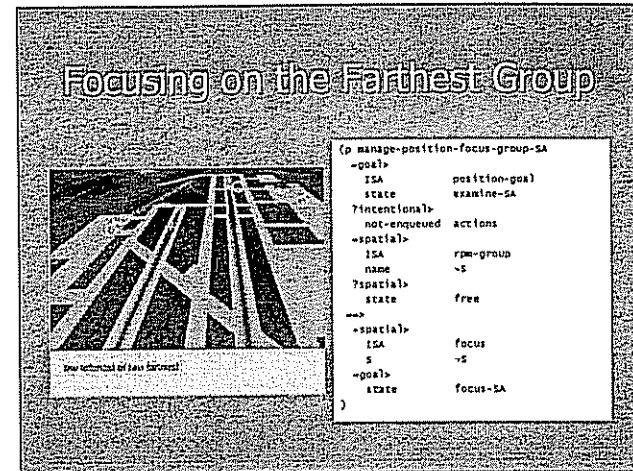 Focusing on the Farthest Group
(p manage-position-focus-group-SA
=goal>
ISA position-goal
state examine-SA
?intentional>
not-enqueued actions
=spatial>
ISA rpm-group
name =S
?spatial>
state free
==>
+spatial>
ISA focus
S =S
=goal>
state focus-SA
)